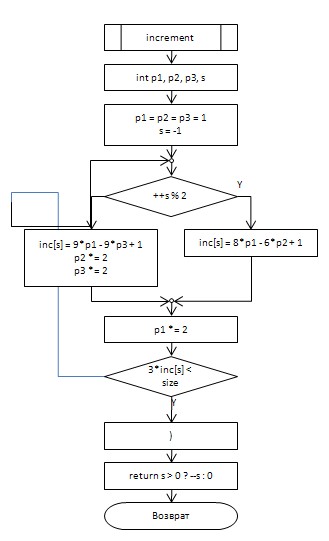 increment
int p1, p2, p3, s
p1 = p2 = p3 = 1
s = -1
Y
++s % 2
inc[s] = 9*p1 - 9*p3 + 1
p2 *= 2
p3 *= 2
inc[s] = 8*p1 - 6*p2 + 1
p1 *= 2
3*inc[s] <
size
Y
)
return s > 0 ? --s : 0
Возврат